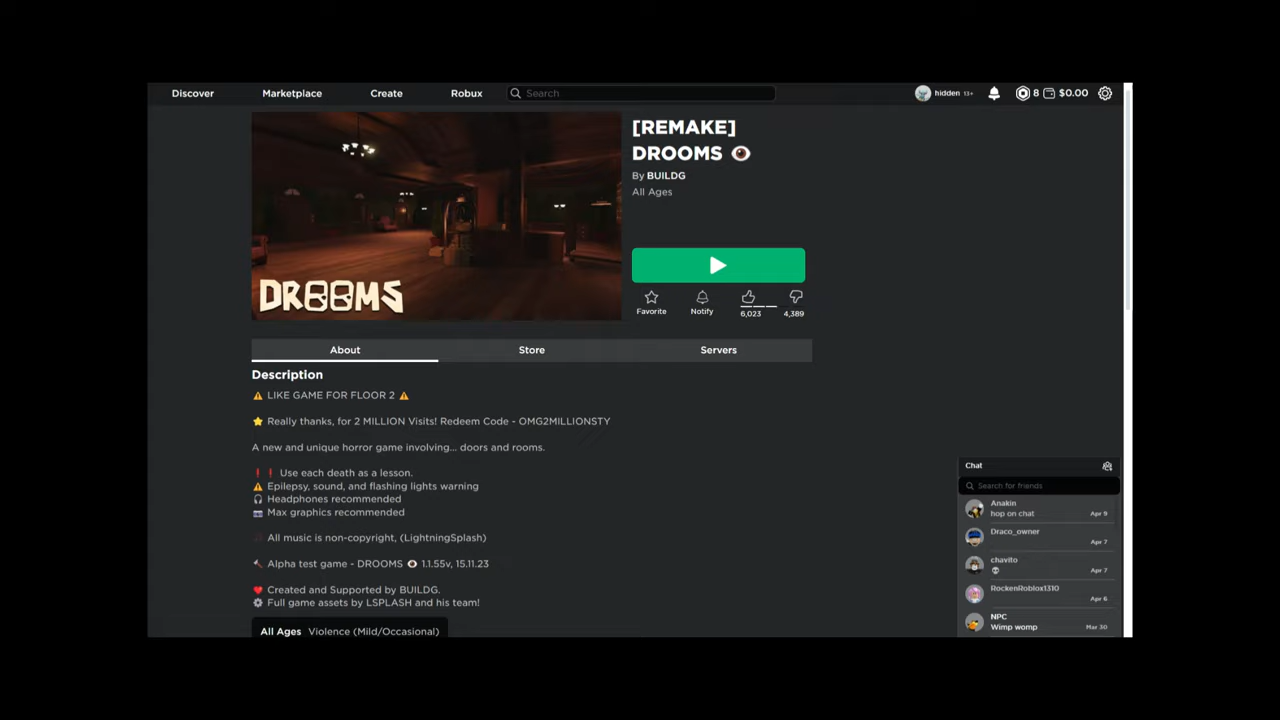 Discover Marketplace Create Robux Search hidden 13+ 8 $0.00
[REMAKE]
DROOMS
By BUILDG
All Ages
DROOMS
Favorite Notify 6,023 4,389
About Store Servers
Description
LIKE GAME FOR FLOOR 2
Really thanks, for 2 MILLION Visits! Redeem Code - OMG2MILLIONSTY
A new and unique horror game involving... doors and rooms.
Use each death as a lesson.
Epilepsy, sound, and flashing lights warning
Headphones recommended
Max graphics recommended
All music is non-copyright, (LightningSplash)
Alpha test game - DROOMS 1.1.55v, 15.11.23
Created and Supported by BUILDG.
Full game assets by LSPLASH and his team!
All Ages Violence (Mild/Occasional)
Chat
Search for friends
Anakin
hop on chat Apr 9
Draco_owner
Apr 7
chavito
Apr 7
RockenRoblox1310
Apr 6
NPC
Wimp womp Mar 30